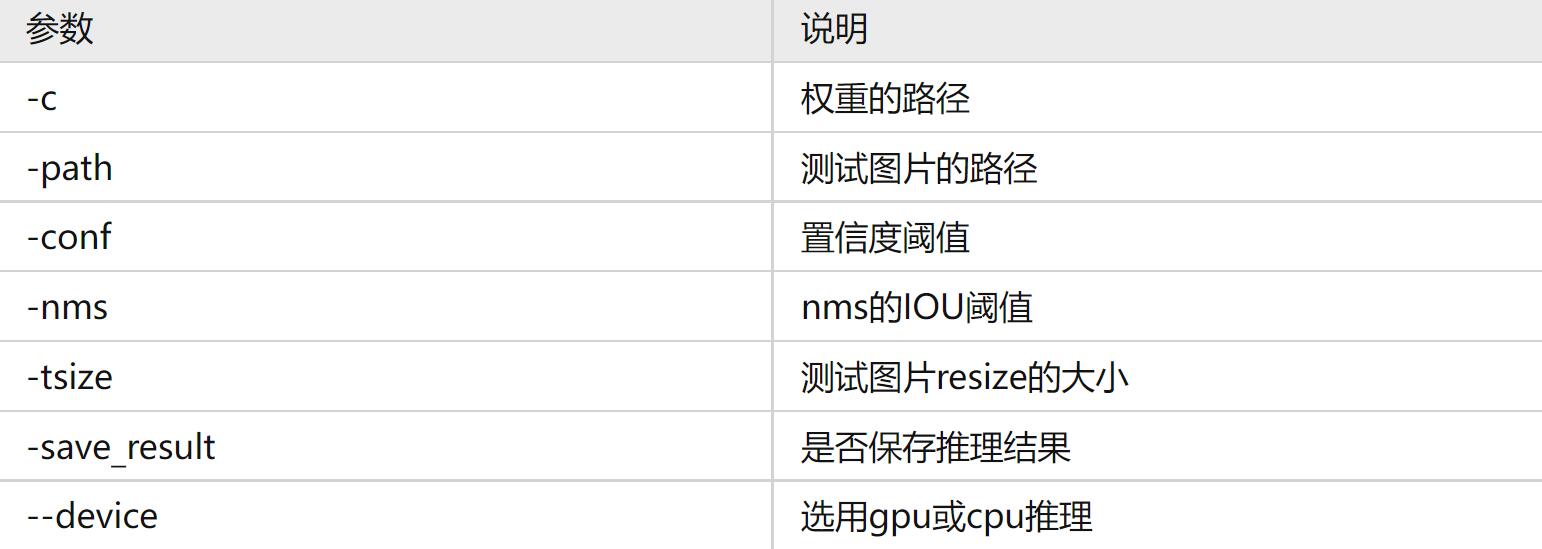 参数 说明
-c 权重的路径
-path 测试图片的路径
-conf 置信度阈值
-nms nms的IOU阈值
-tsize 测试图片resize的大小
-save_result 是否保存推理结果
--device 选用gpu或cpu推理